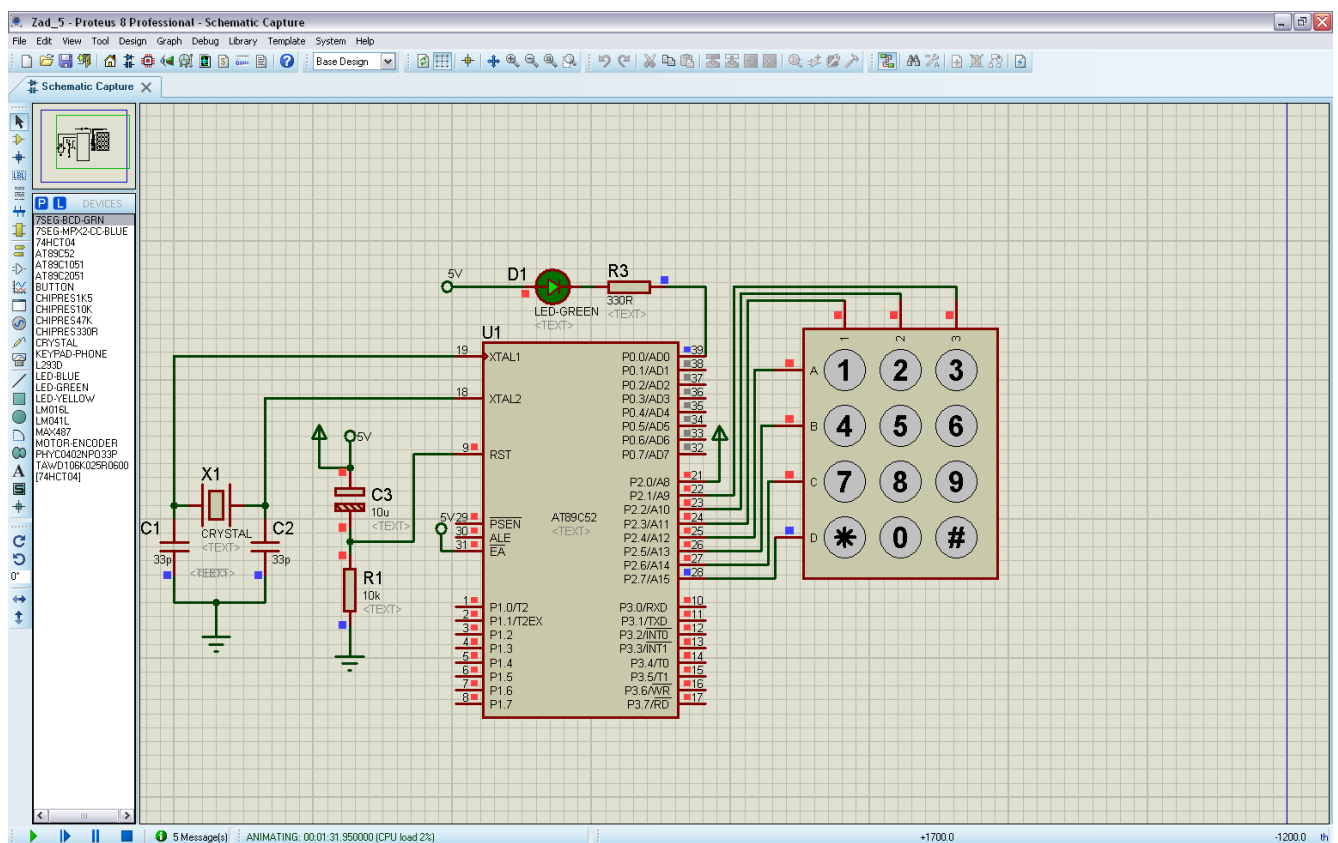 Zad_5 - Proteus 8 Professional - Schematic Capture
File Edit View Tool Design Graph Debug Library Template System Help
Base Design
Schematic Capture
P L DEVICES
7SEG-BCD-GRN
7SEG-MPX2-CC-BLUE
74HCT04
AT89C52
AT89C1051
AT89C2051
BUTTON
CHIPRES1K5
CHIPRES10K
CHIPRES47K
CHIPRES330R
CRYSTAL
KEYPAD-PHONE
L293D
LED-BLUE
LED-GREEN
LED-YELLOW
LM016L
LM041L
MAX487
MOTOR-ENCODER
PHYC0402NPO33P
TAWD106K025R0600
[74HCT04]
LBL
A
S
0°
5V
D1
LED-GREEN
<TEXT>
R3
330R
<TEXT>
U1
19 XTAL1
18 XTAL2
9 RST
29 PSEN
30 ALE
31 EA
1 P1.0/T2
2 P1.1/T2EX
3 P1.2
4 P1.3
5 P1.4
6 P1.5
7 P1.6
8 P1.7
AT89C52
<TEXT>
P0.0/AD0 39
P0.1/AD1 38
P0.2/AD2 37
P0.3/AD3 36
P0.4/AD4 35
P0.5/AD5 34
P0.6/AD6 33
P0.7/AD7 32
P2.0/A8 21
P2.1/A9 22
P2.2/A10 23
P2.3/A11 24
P2.4/A12 25
P2.5/A13 26
P2.6/A14 27
P2.7/A15 28
P3.0/RXD 10
P3.1/TXD 11
P3.2/INT0 12
P3.3/INT1 13
P3.4/T0 14
P3.5/T1 15
P3.6/WR 16
P3.7/RD 17
5V
C3
10u
<TEXT>
5V
R1
10k
<TEXT>
X1
CRYSTAL
<TEXT>
C1
33p
<TEXT>
C2
33p
1 2 3
A 1 2 3
B 4 5 6
C 7 8 9
D * 0 #
5 Message(s) ANIMATING: 00:01:31.950000 (CPU load 2%) +1700.0 -1200.0 th